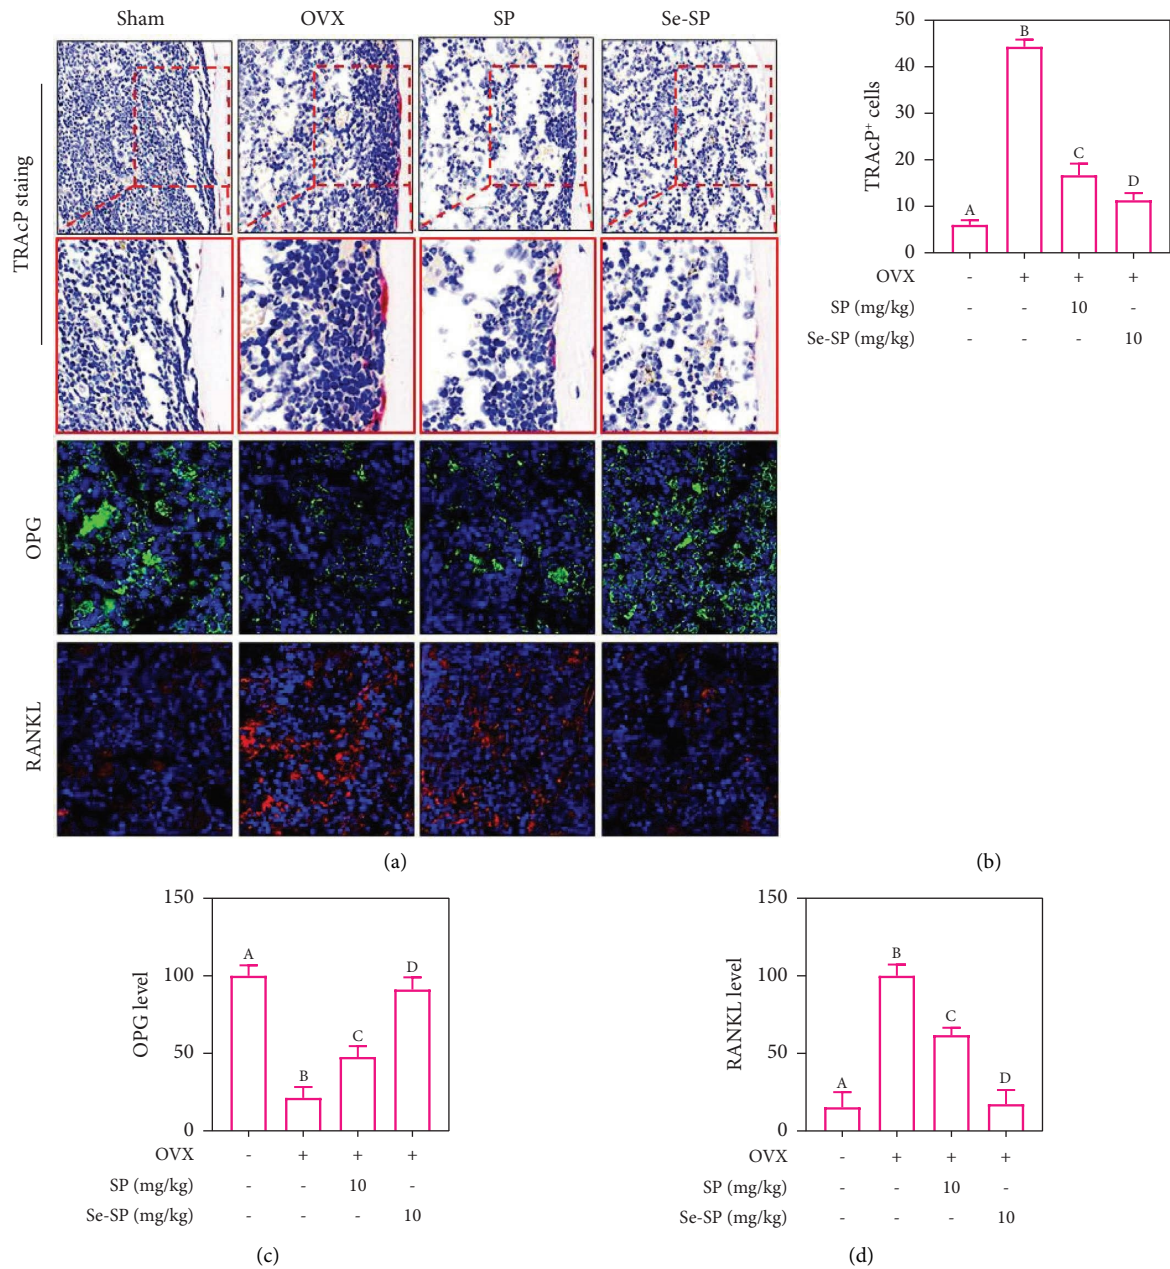 Sham OVX SP Se-SP
TRAcP staing
OPG
RANKL
(a)
TRAcP⁺ cells
50
40
30
20
10
0
A
B
C
D
OVX - + + +
SP (mg/kg) - - 10 -
Se-SP (mg/kg) - - - 10
(b)
OPG level
150
100
50
0
A
B
C
D
OVX - + + +
SP (mg/kg) - - 10 -
Se-SP (mg/kg) - - - 10
(c)
RANKL level
150
100
50
0
A
B
C
D
OVX - + + +
SP (mg/kg) - - 10 -
Se-SP (mg/kg) - - - 10
(d)